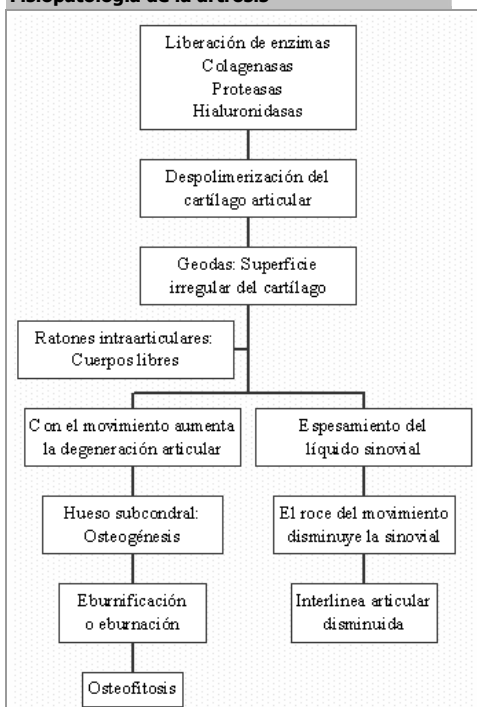 Fisiopatología de la artrosis
Liberación de enzimas
Colagenasas
Proteasas
Hialuronidasas
Despolimerización del
cartílago articular
Geodas: Superficie
irregular del cartílago
Ratones intraarticulares:
Cuerpos libres
Con el movimiento aumenta
la degeneración articular
Hueso subcondral:
Osteogénesis
Eburnificación
o eburnación
Osteofitosis
Espesamiento del
líquido sinovial
El roce del movimiento
disminuye la sinovial
Interlinea articular
disminuida